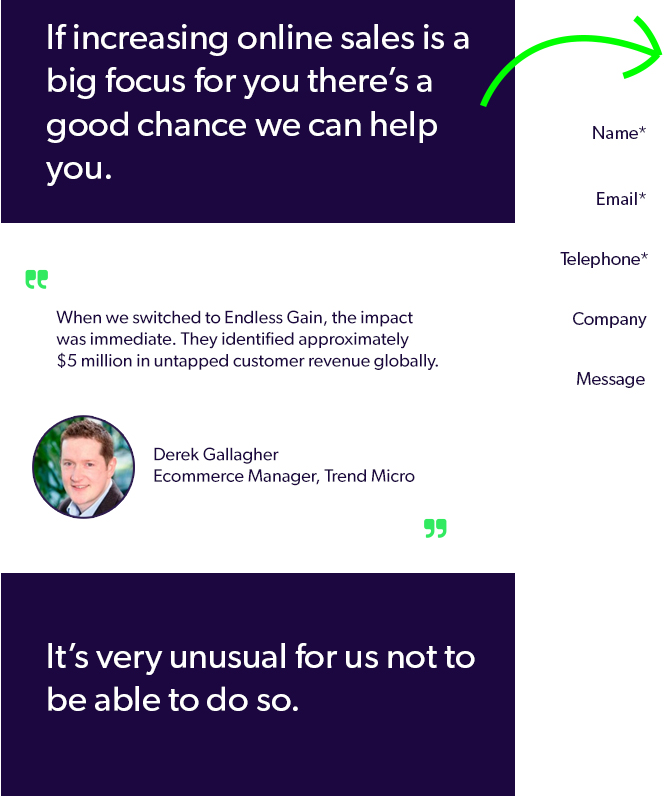 If increasing online sales is a
big focus for you there’s a
good chance we can help
you.
Name*
Email*
Telephone*
Company
Message
❞
When we switched to Endless Gain, the impact
was immediate. They identified approximately
$5 million in untapped customer revenue globally.
Derek Gallagher
Ecommerce Manager, Trend Micro
❞
It’s very unusual for us not to
be able to do so.